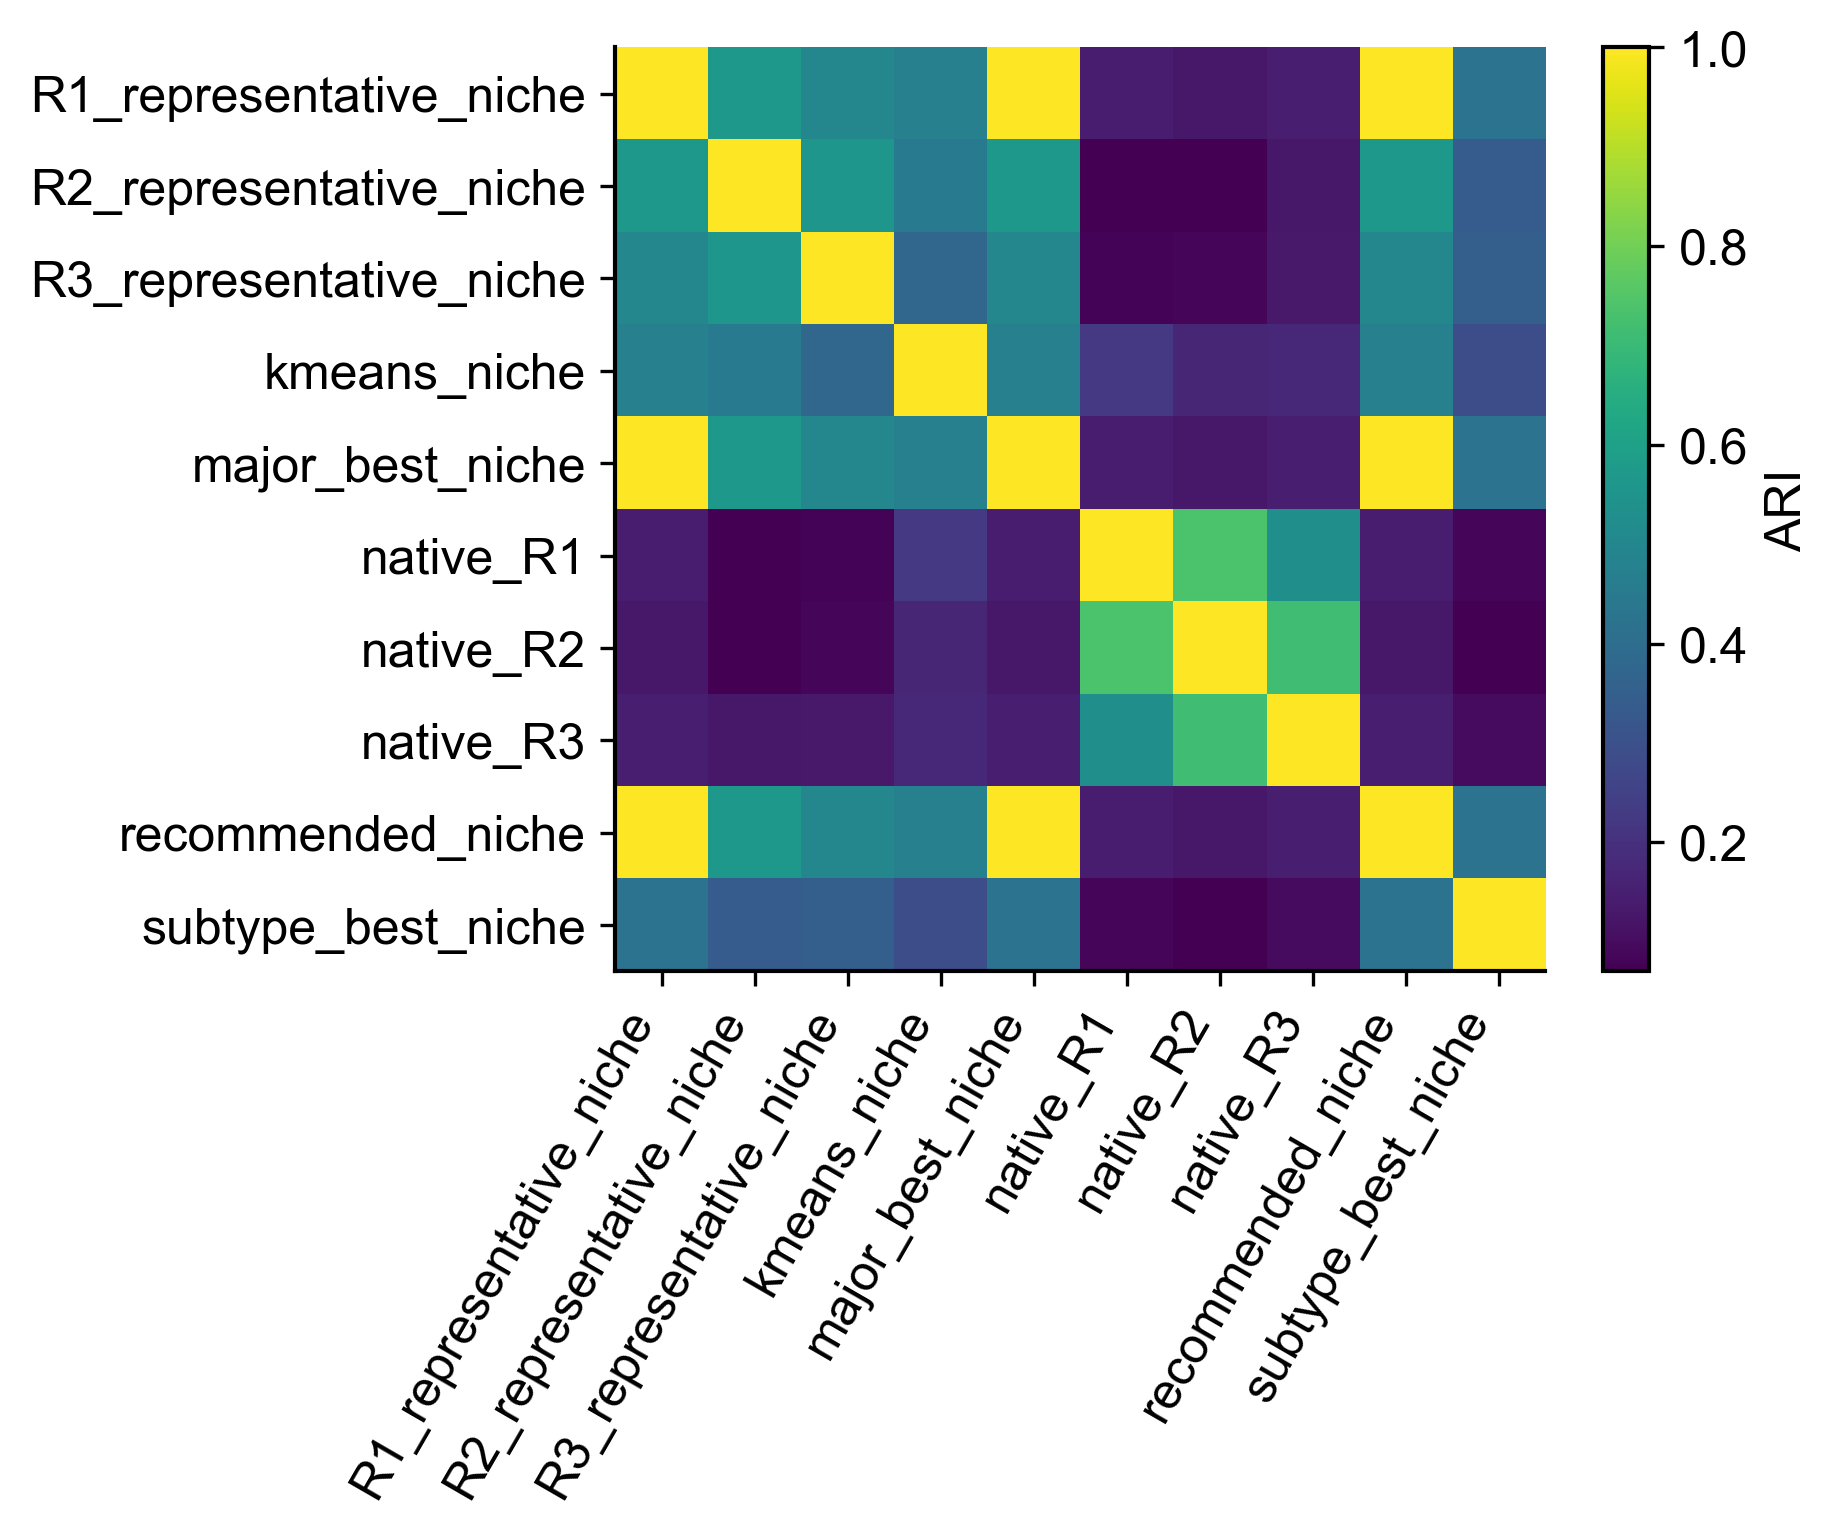 R1_representative_niche
R2_representative_niche
R3_representative_niche
kmeans_niche
major_best_niche
native_R1
native_R2
native_R3
recommended_niche
subtype_best_niche
R1_representative_niche
R2_representative_niche
R3_representative_niche
kmeans_niche
major_best_niche
native_R1
native_R2
native_R3
recommended_niche
subtype_best_niche
1.0
0.8
0.6
0.4
0.2
ARI